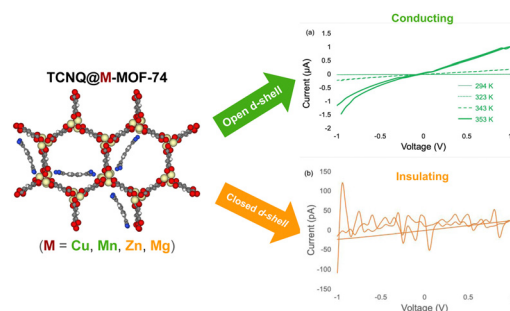 TCNQ@M-MOF-74
(M = Cu, Mn, Zn, Mg)
Open d-shell
Closed d-shell
Conducting
(a)
Current (µA)
1.5
1
0.5
0
-0.5
-1
-1.5
-2
-1
-0.5
0
0.5
1
Voltage (V)
294 K
323 K
343 K
353 K
Insulating
(b)
Current (pA)
150
100
50
0
-50
-100
-150
-1
-0.5
0
0.5
1
Voltage (V)